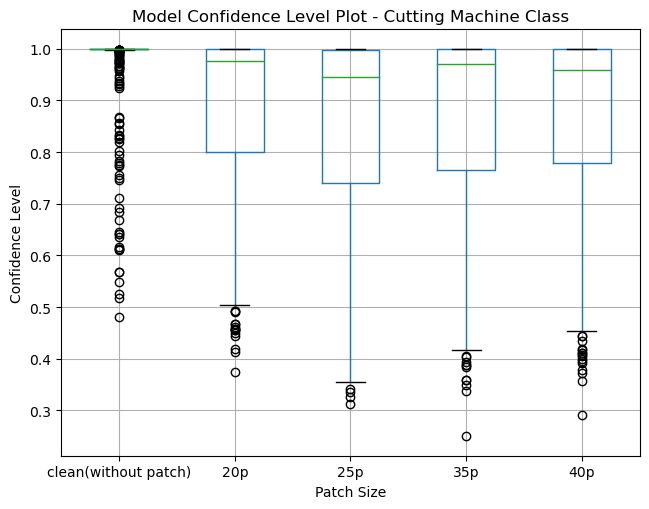 Model Confidence Level Plot - Cutting Machine Class
Confidence Level
1.0
0.9
0.8
0.7
0.6
0.5
0.4
0.3
clean(without patch) 20p 25p 35p 40p
Patch Size